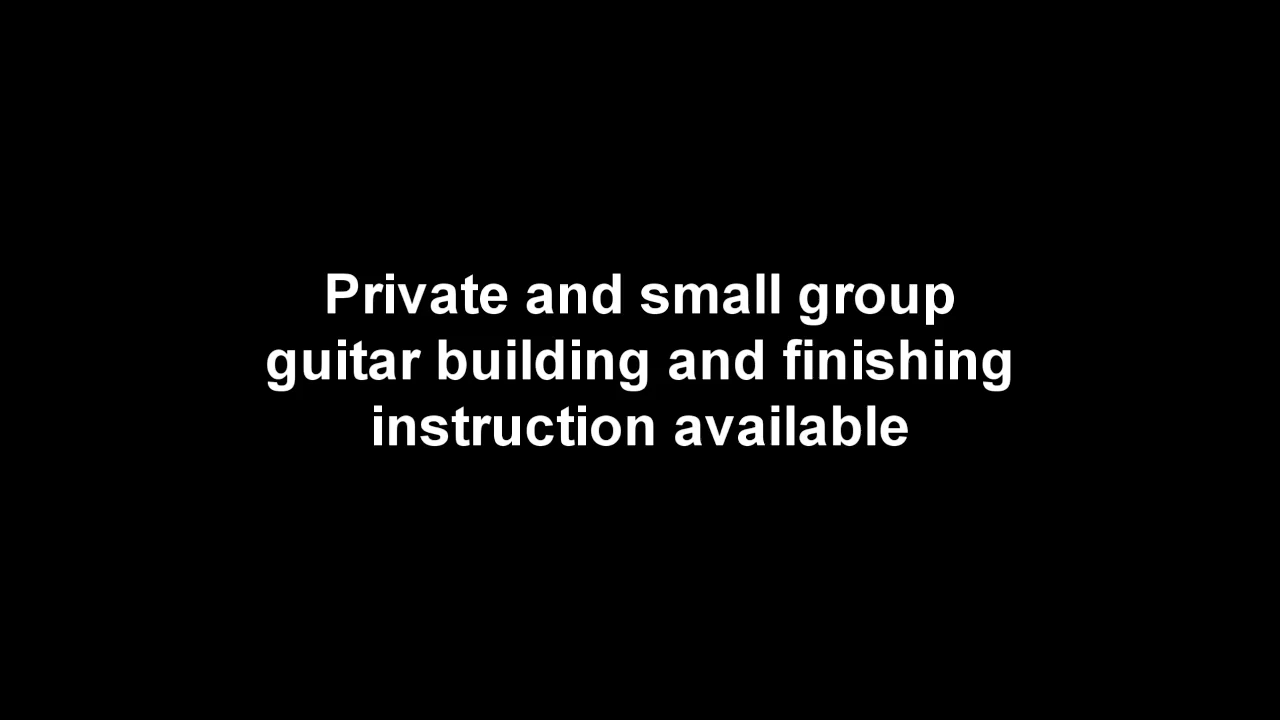 Private and small group
guitar building and finishing
instruction available